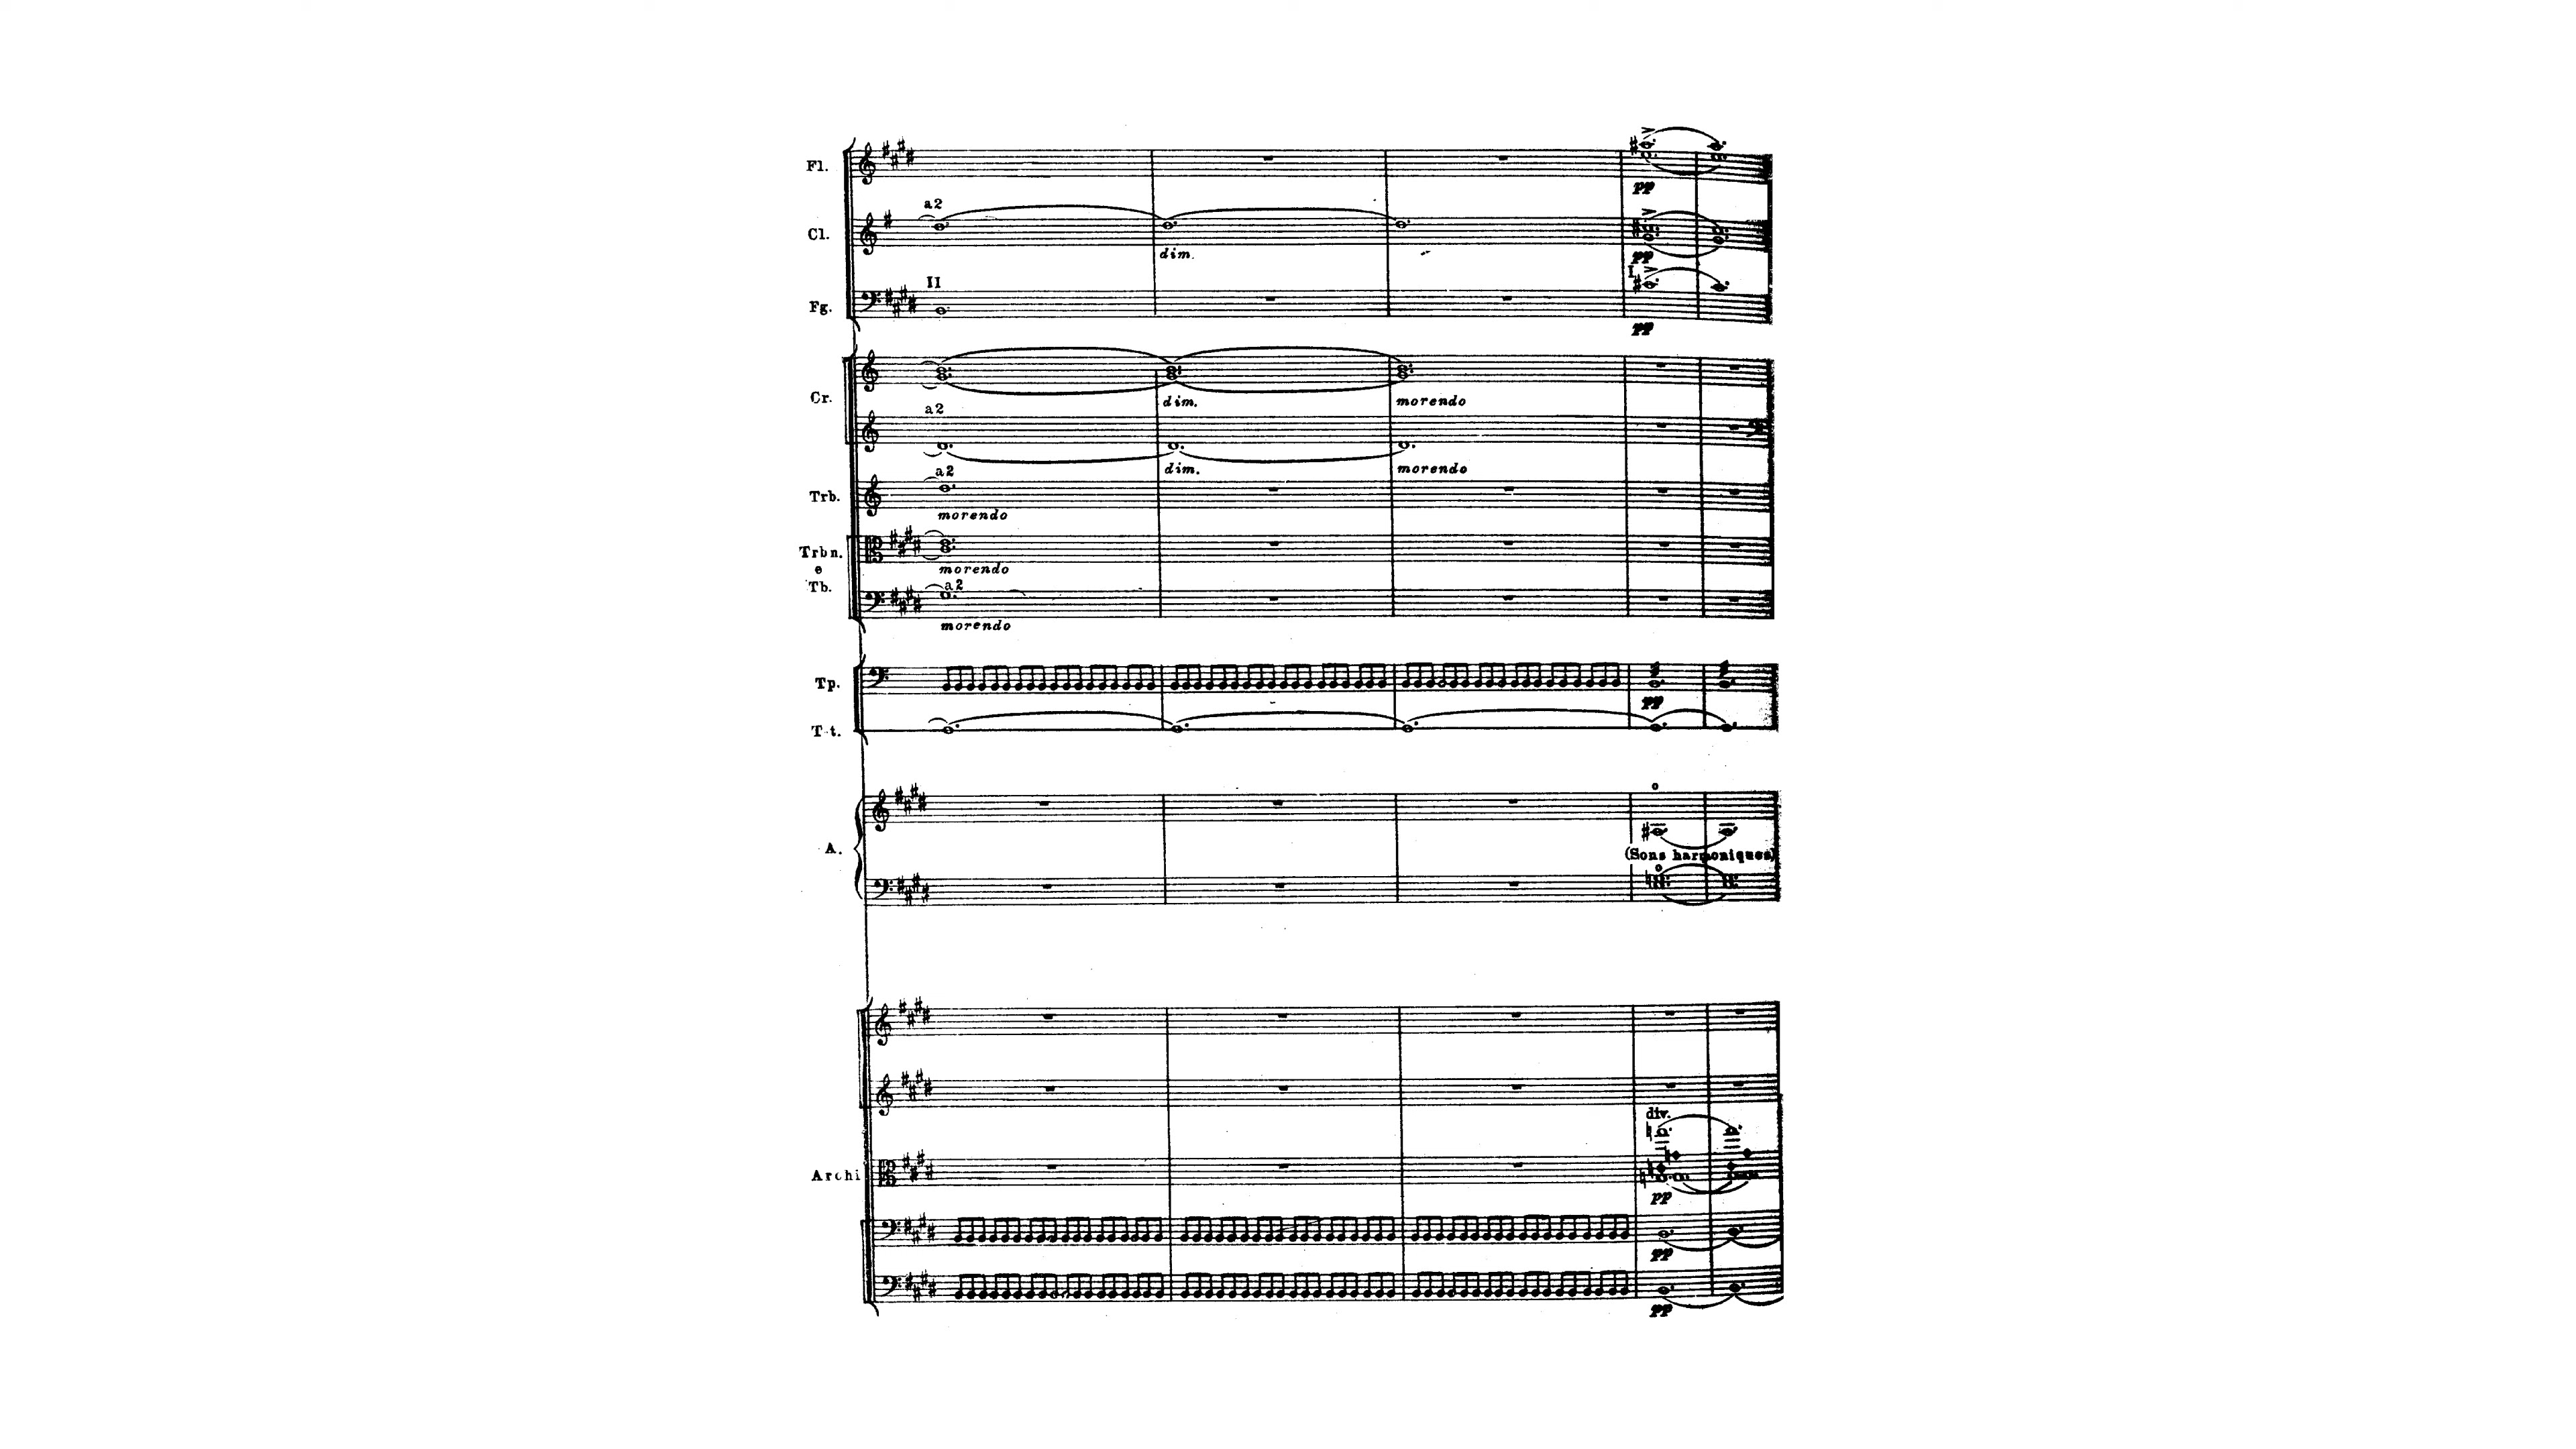 Fl.
pp
a2
Cl.
dim.
pp
I
II
Fg.
pp
Cr.
dim.
morendo
a2
dim.
morendo
a2
Trb.
morendo
Trbn.
e
Tb.
morendo
a2
morendo
Tp.
pp
T-t.
A.
(Sons harmoniques)
div.
Archi
pp
pp
pp